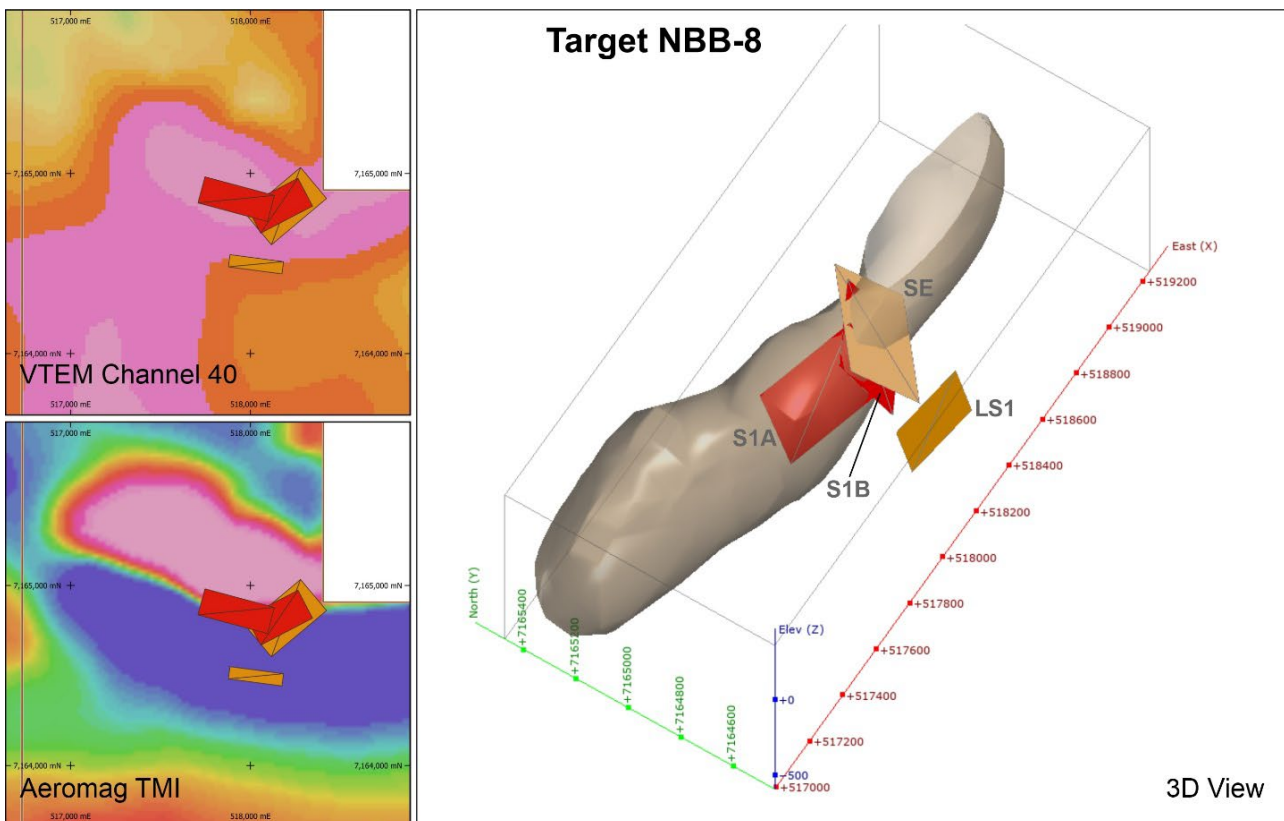 517,000 mE
518,000 mE
7,165,000 mN
7,165,000 mN
7,164,000 mN
7,164,000 mN
VTEM Channel 40
517,000 mE
518,000 mE
517,000 mE
518,000 mE
7,165,000 mN
7,165,000 mN
7,164,000 mN
7,164,000 mN
Aeromag TMI
517,000 mE
518,000 mE
Target NBB-8
East (X)
+519200
+519000
+518800
+518600
+518400
+518200
+518000
+517800
+517600
+517400
+517200
+517000
SE
LS1
S1A
S1B
North (Y)
+7165400
+7165200
+7165000
+7164800
+7164600
Elev (Z)
+0
-500
3D View